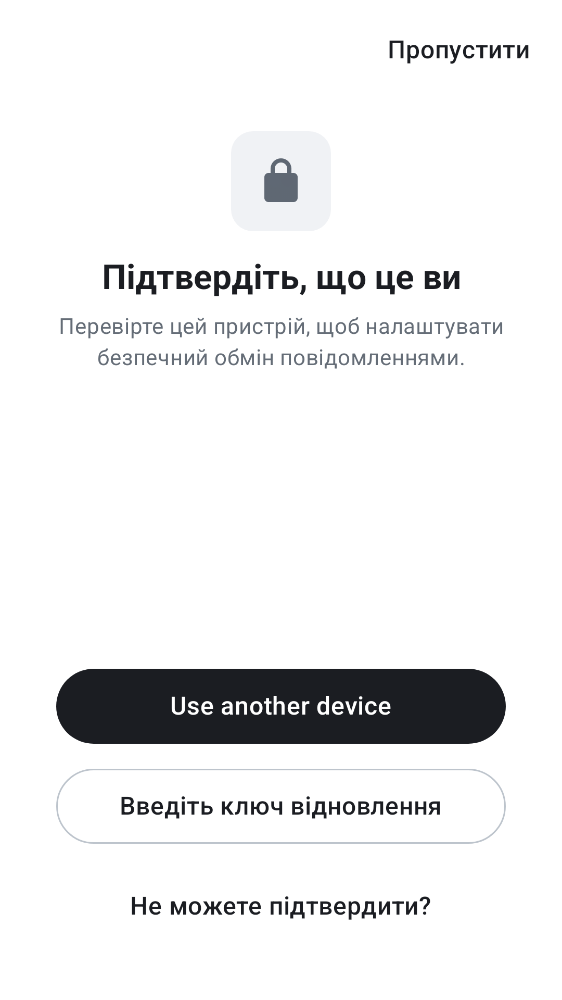 Пропустити
Підтвердіть, що це ви
Перевірте цей пристрій, щоб налаштувати
безпечний обмін повідомленнями.
Use another device
Введіть ключ відновлення
Не можете підтвердити?